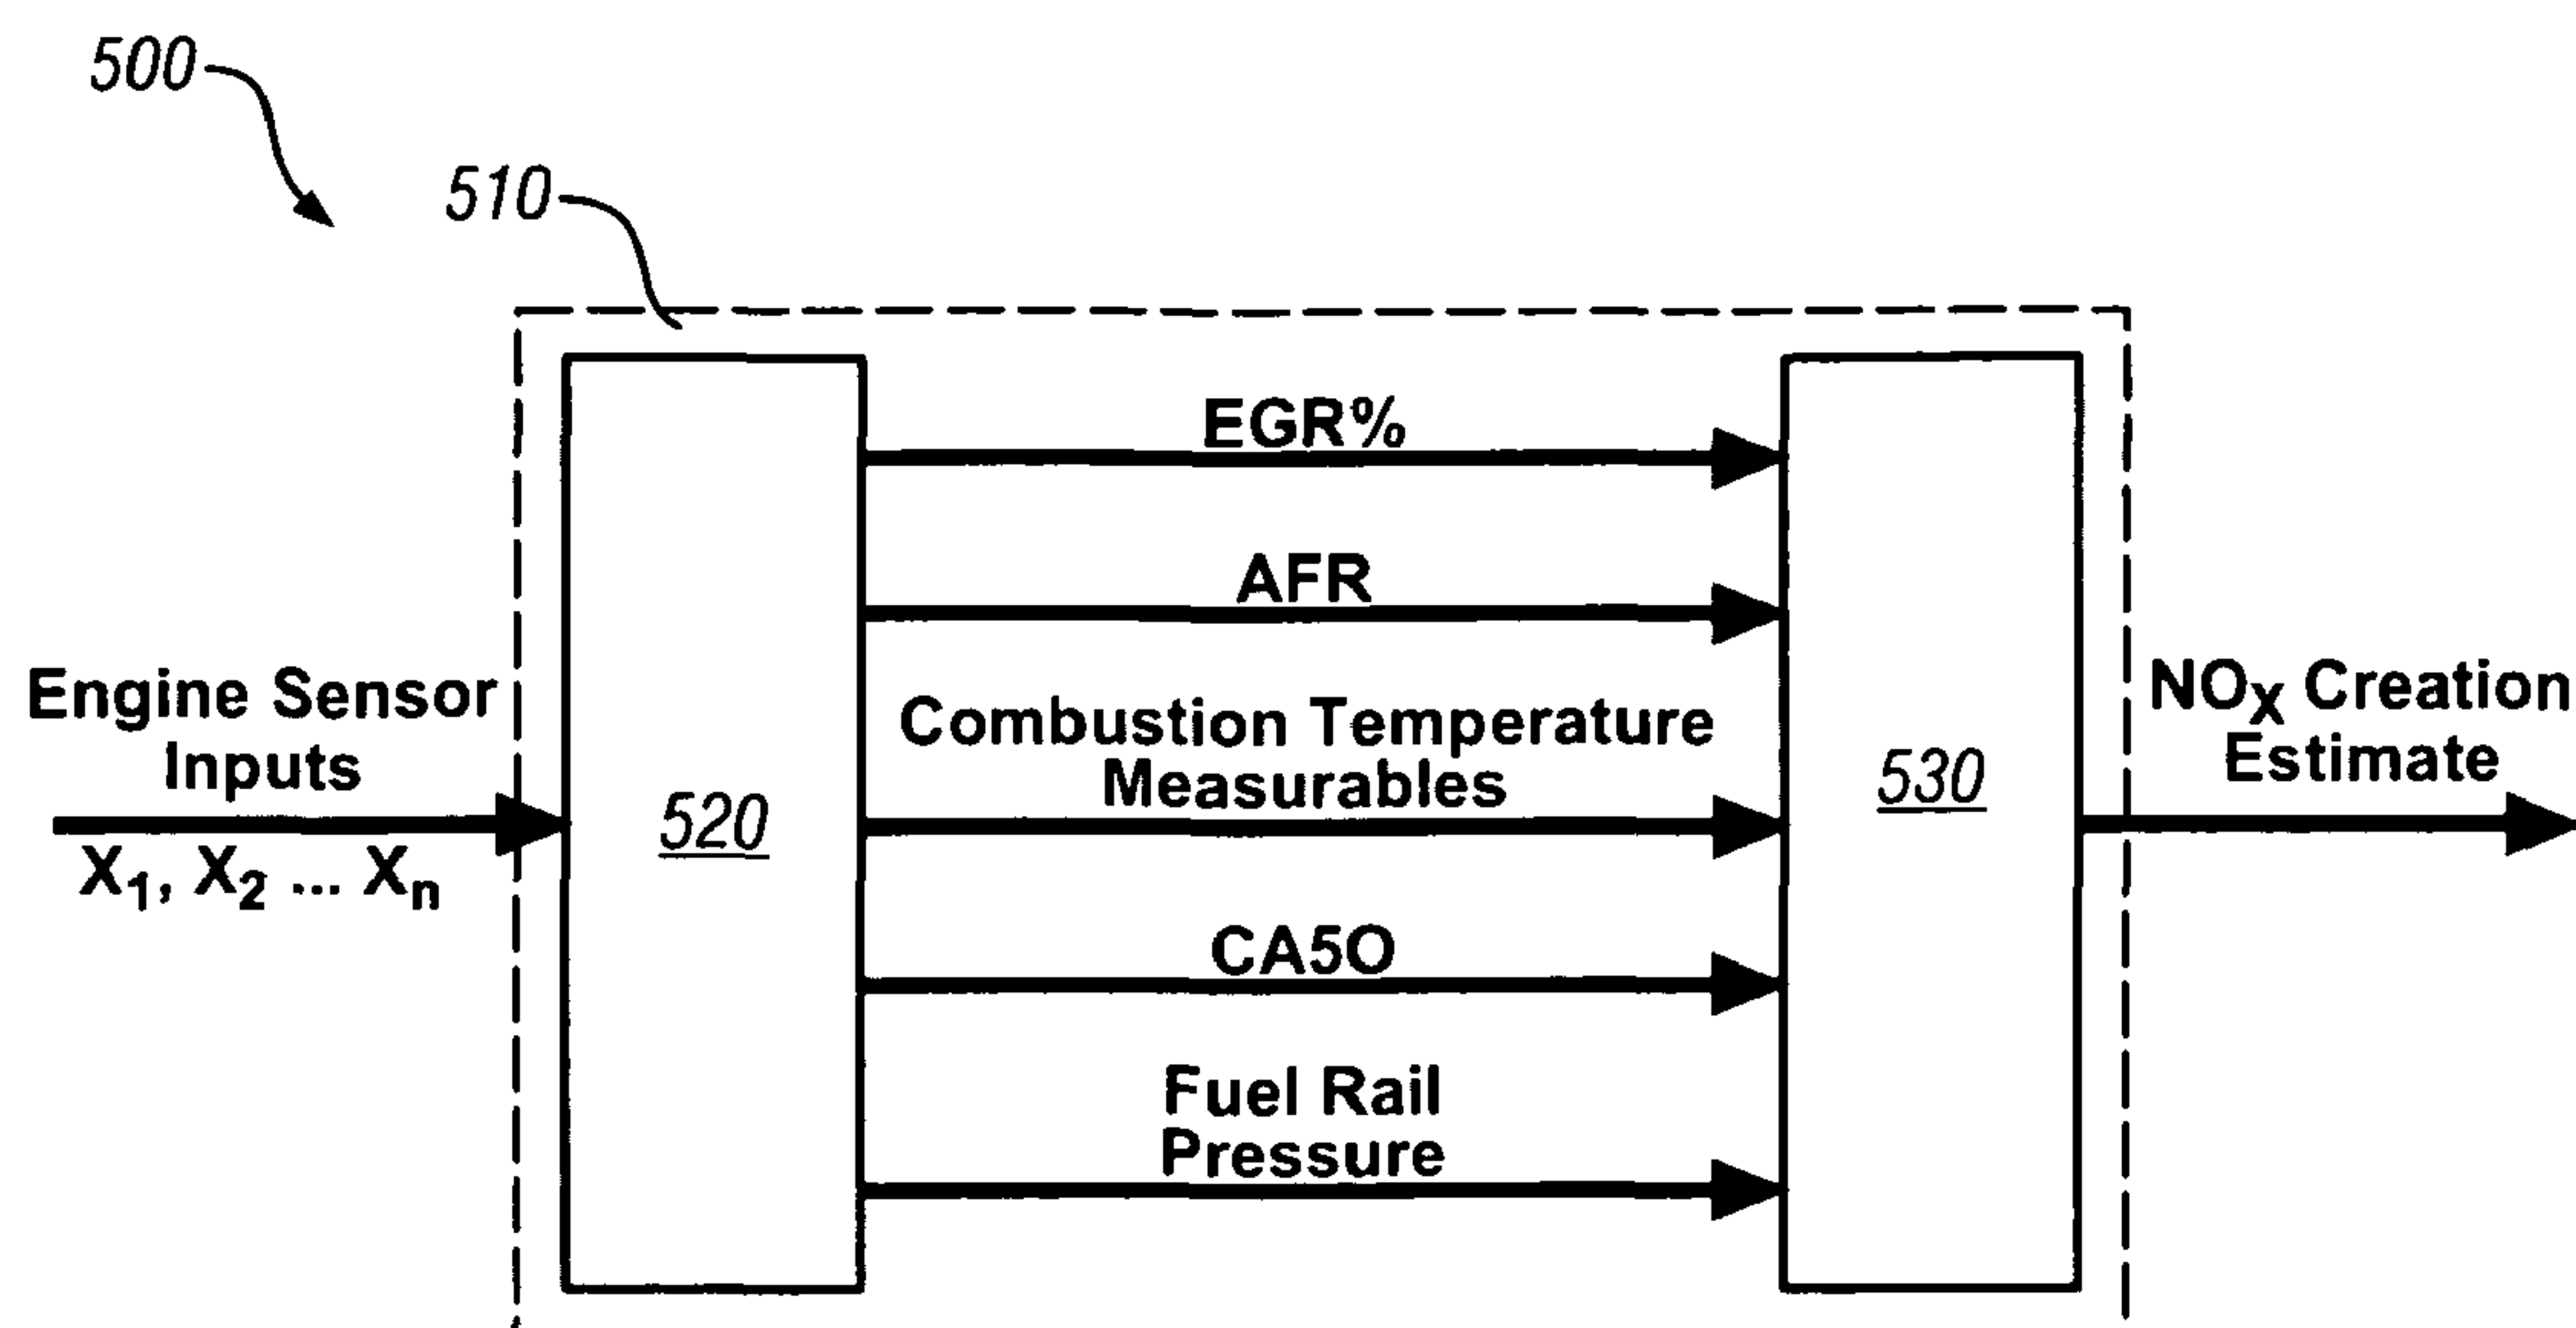 500
510
EGR%
AFR
Engine Sensor
Inputs
X1, X2 ... Xn
520
Combustion Temperature
Measurables
530
NOX Creation
Estimate
CA5O
Fuel Rail
Pressure